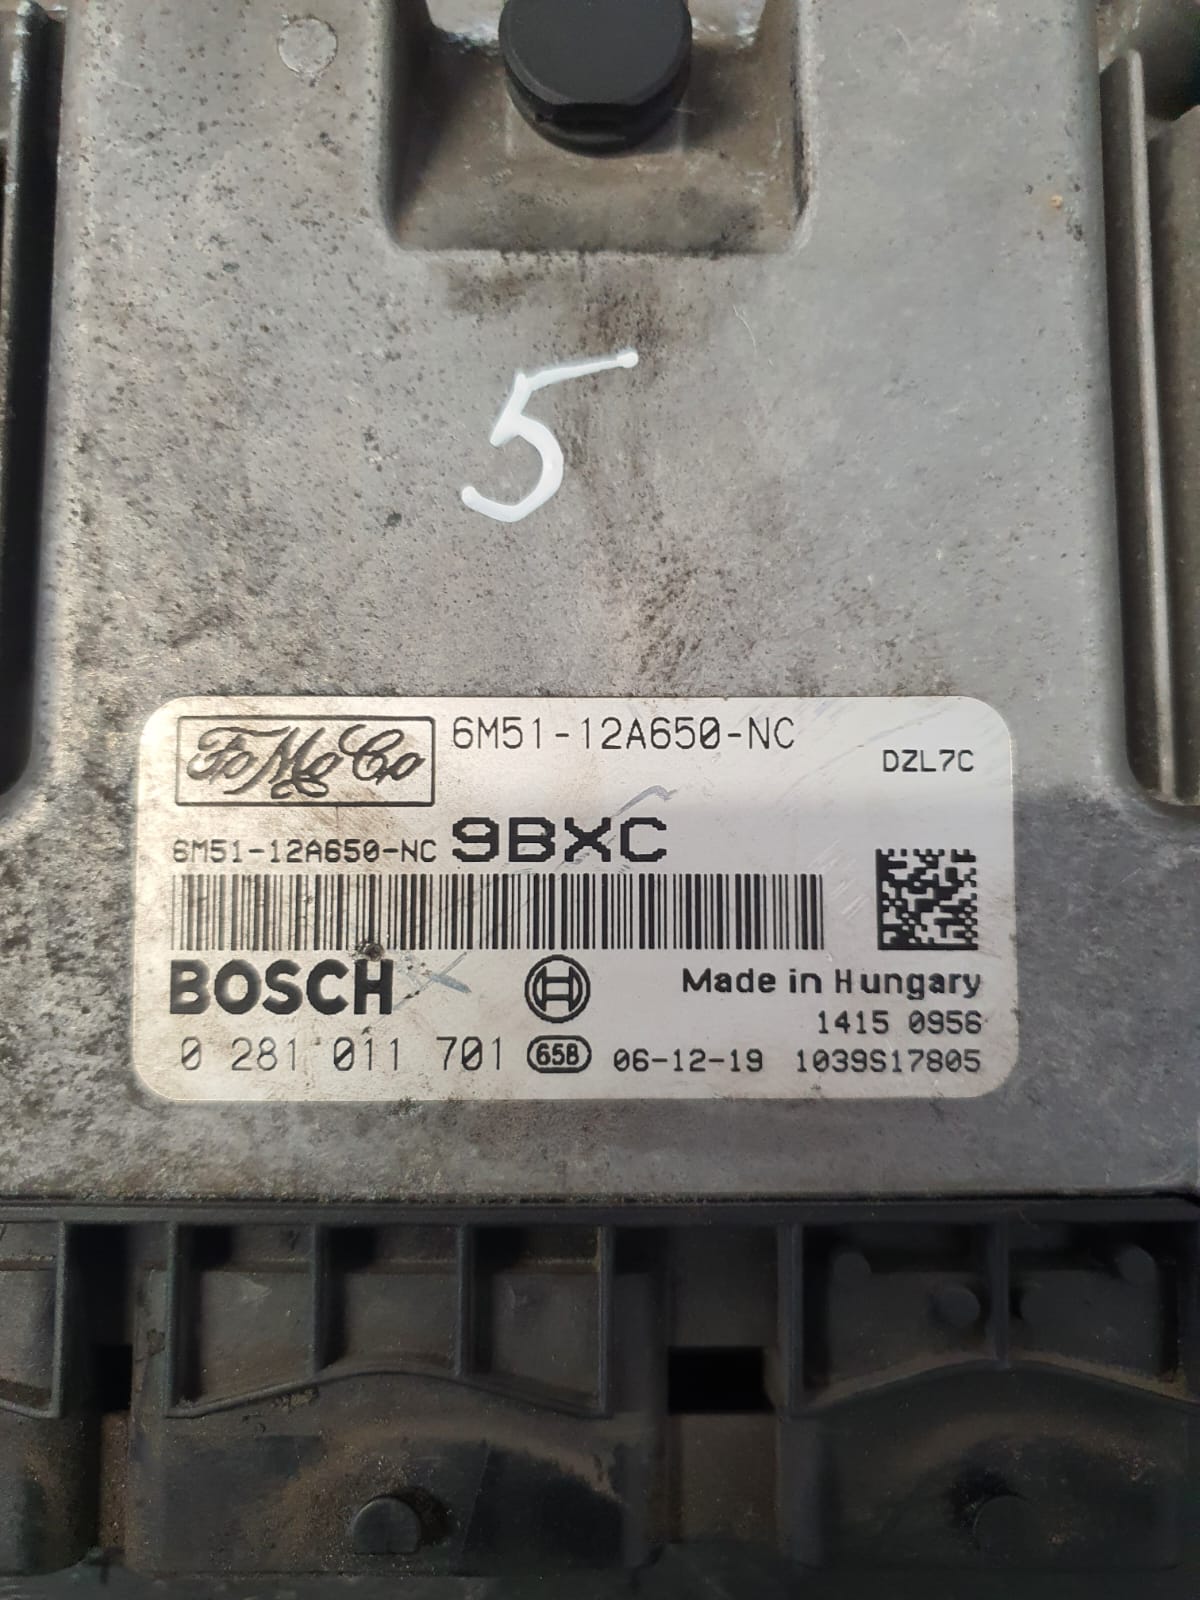 5
FoMoCo 6M51-12A650-NC
DZL7C
6M51-12A650-NC 9BXC
BOSCH Made in Hungary
1415 0956
0 281 011 701 658 06-12-19 1039S17805